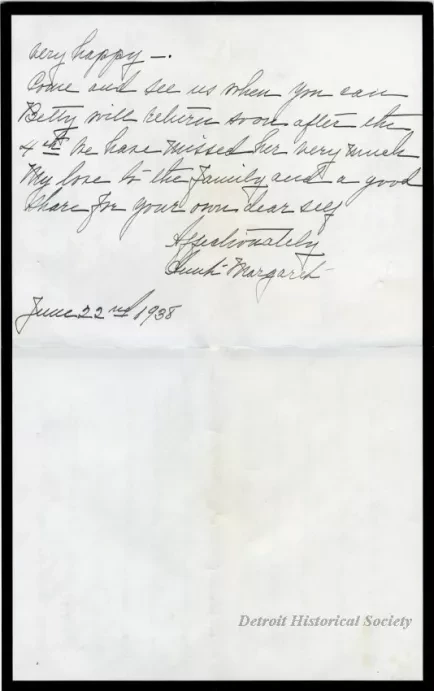 very happy —.
Come and see us when you can
Betty will return soon after the
4th We have missed her very much
My love to the Family and a good
share for your own dear self
Affectionately
Aunt Margaret
June 22nd 1938
Detroit Historical Society